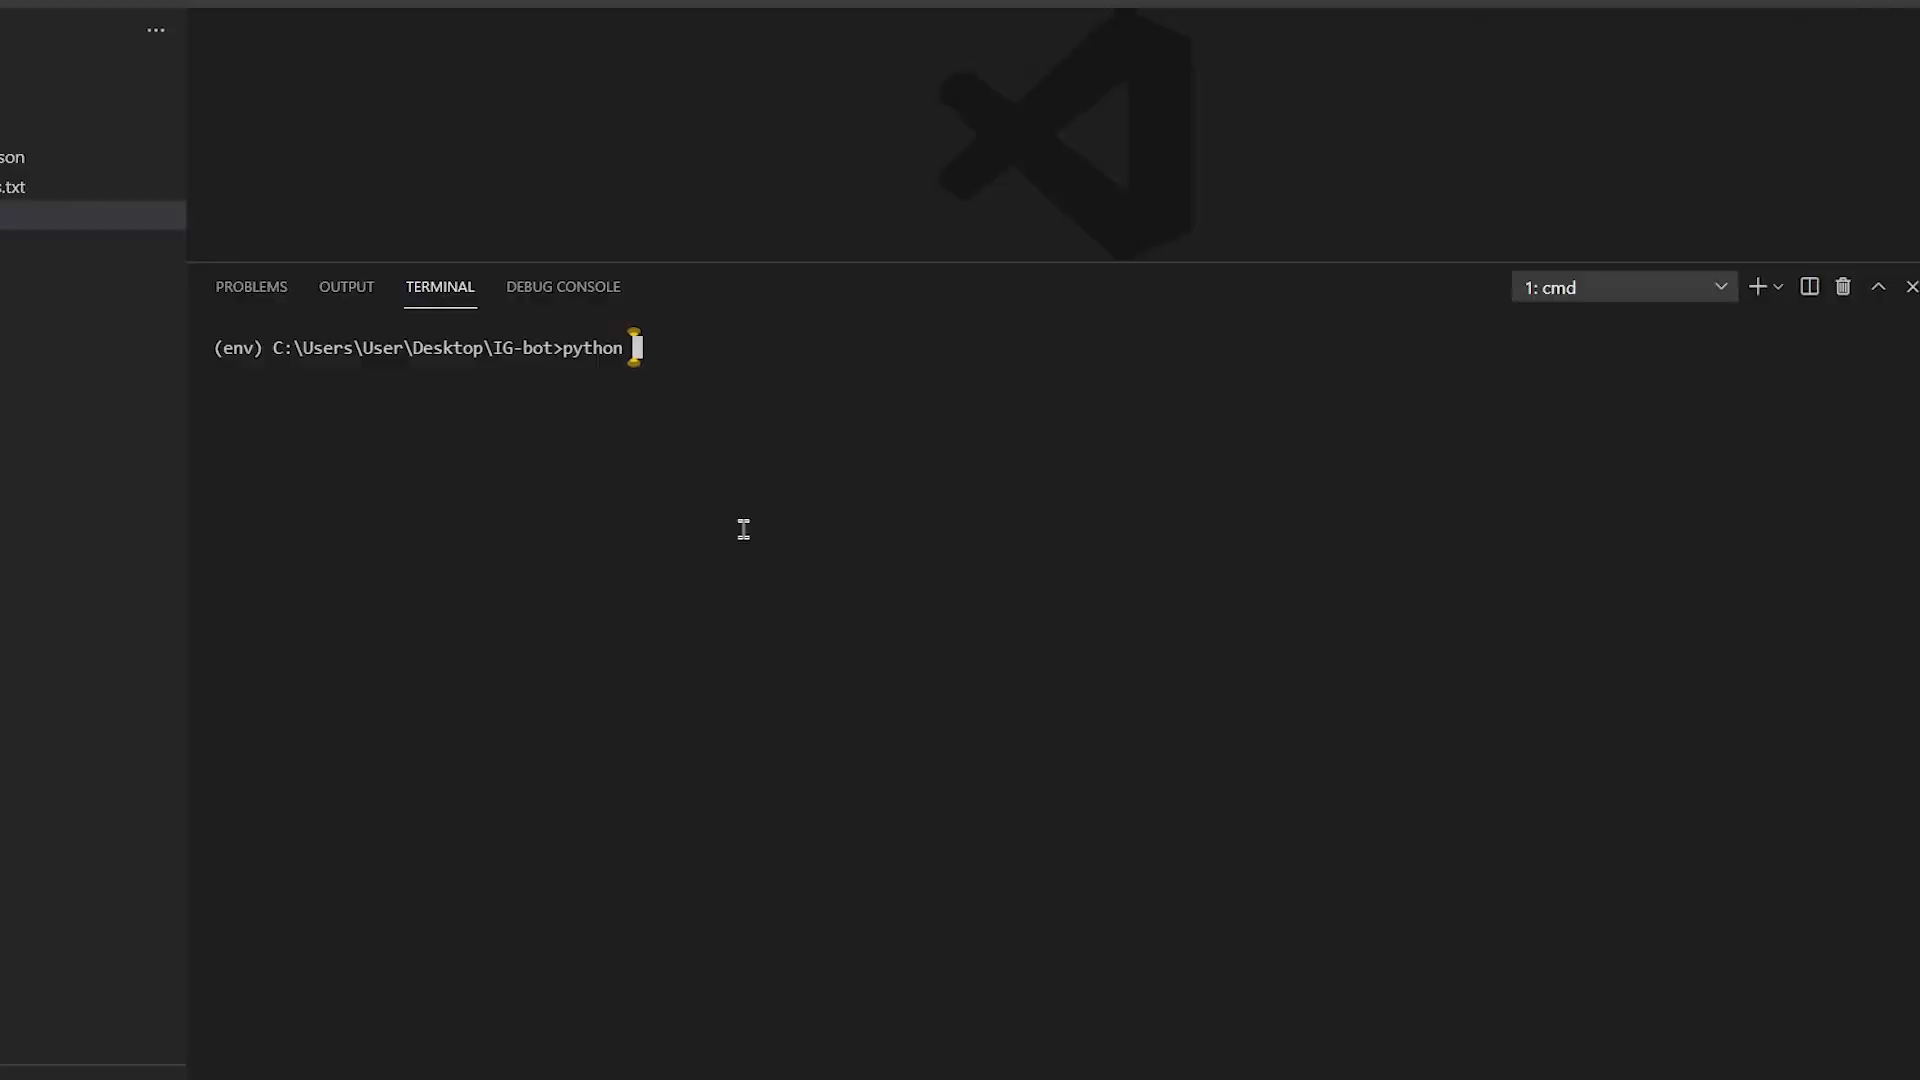 ...
son
s.txt
PROBLEMS OUTPUT TERMINAL DEBUG CONSOLE 1: cmd
(env) C:\Users\User\Desktop\IG-bot>python